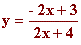 y = (- 2x + 3) / (2x + 4)